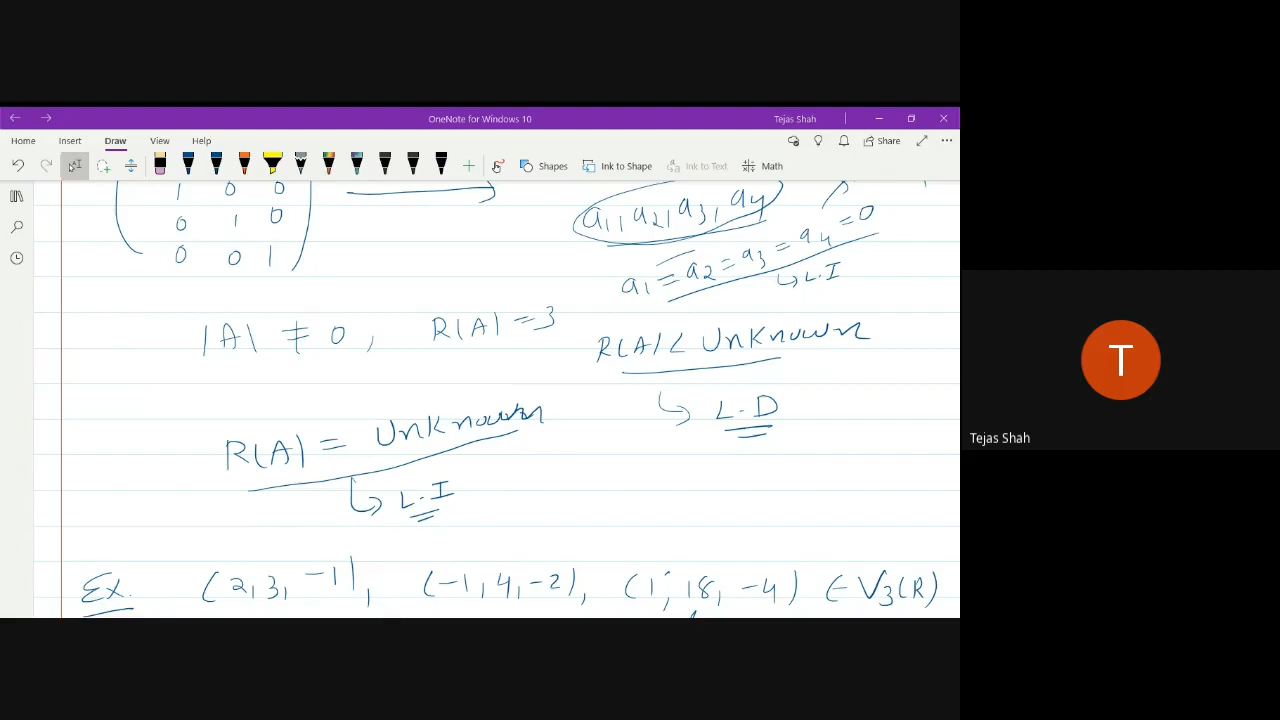 OneNote for Windows 10
Tejas Shah
Home Insert Draw View Help
Share
Shapes Ink to Shape Ink to Text Math
1 0 0
0 1 0
0 0 1
a1, a2, a3, a4
a1 = a2 = a3 = a4 = 0
↳ L.I
|A| ≠ 0, R(A) = 3
R(A) < Unknown
↳ L.D
R(A) = Unknown
↳ L.I
Ex. (2, 3, -1), (-1, 4, -2), (1, 18, -4) ∈ V3(R)
T
Tejas Shah